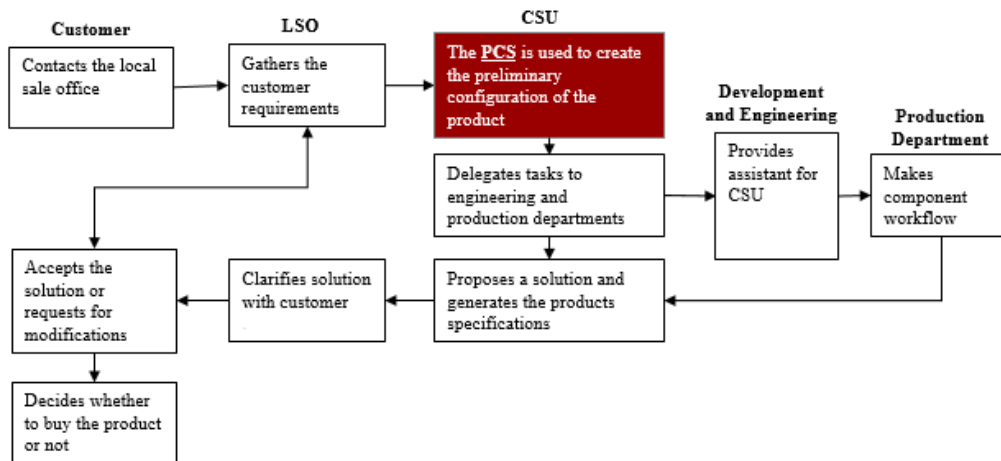 Customer
LSO
CSU
Contacts the local
sale office
Gathers the
customer
requirements
The PCS is used to create
the preliminary
configuration of the
product
Development
and Engineering
Production
Department
Delegates tasks to
engineering and
production departments
Provides
assistant for
CSU
Makes
component
workflow
Accepts the
solution or
requests for
modifications
Clarifies solution
with customer
Proposes a solution and
generates the products
specifications
Decides whether
to buy the product
or not